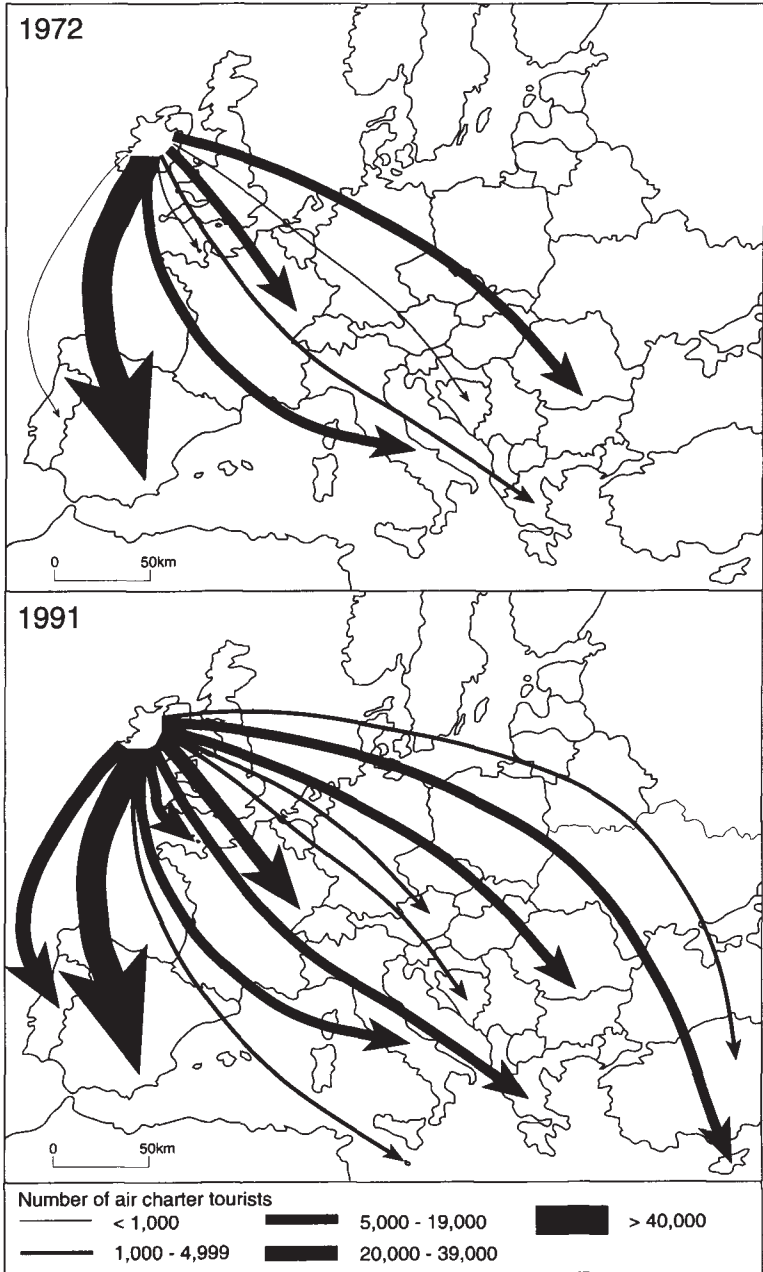 1972
0 50km
1991
0 50km
Number of air charter tourists
< 1,000 5,000 - 19,000 > 40,000
1,000 - 4,999 20,000 - 39,000